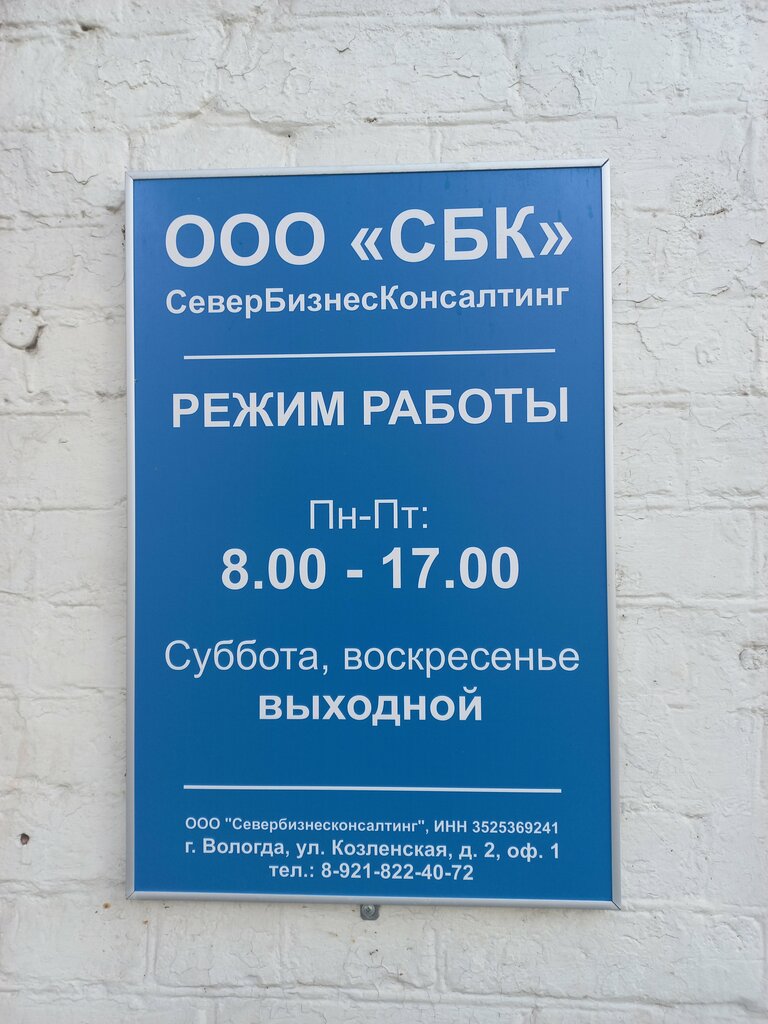 ООО «СБК»
СеверБизнесКонсалтинг
РЕЖИМ РАБОТЫ
Пн-Пт:
8.00 - 17.00
Суббота, воскресенье
выходной
ООО "Севербизнесконсалтинг", ИНН 3525369241
г. Вологда, ул. Козленская, д. 2, оф. 1
тел.: 8-921-822-40-72